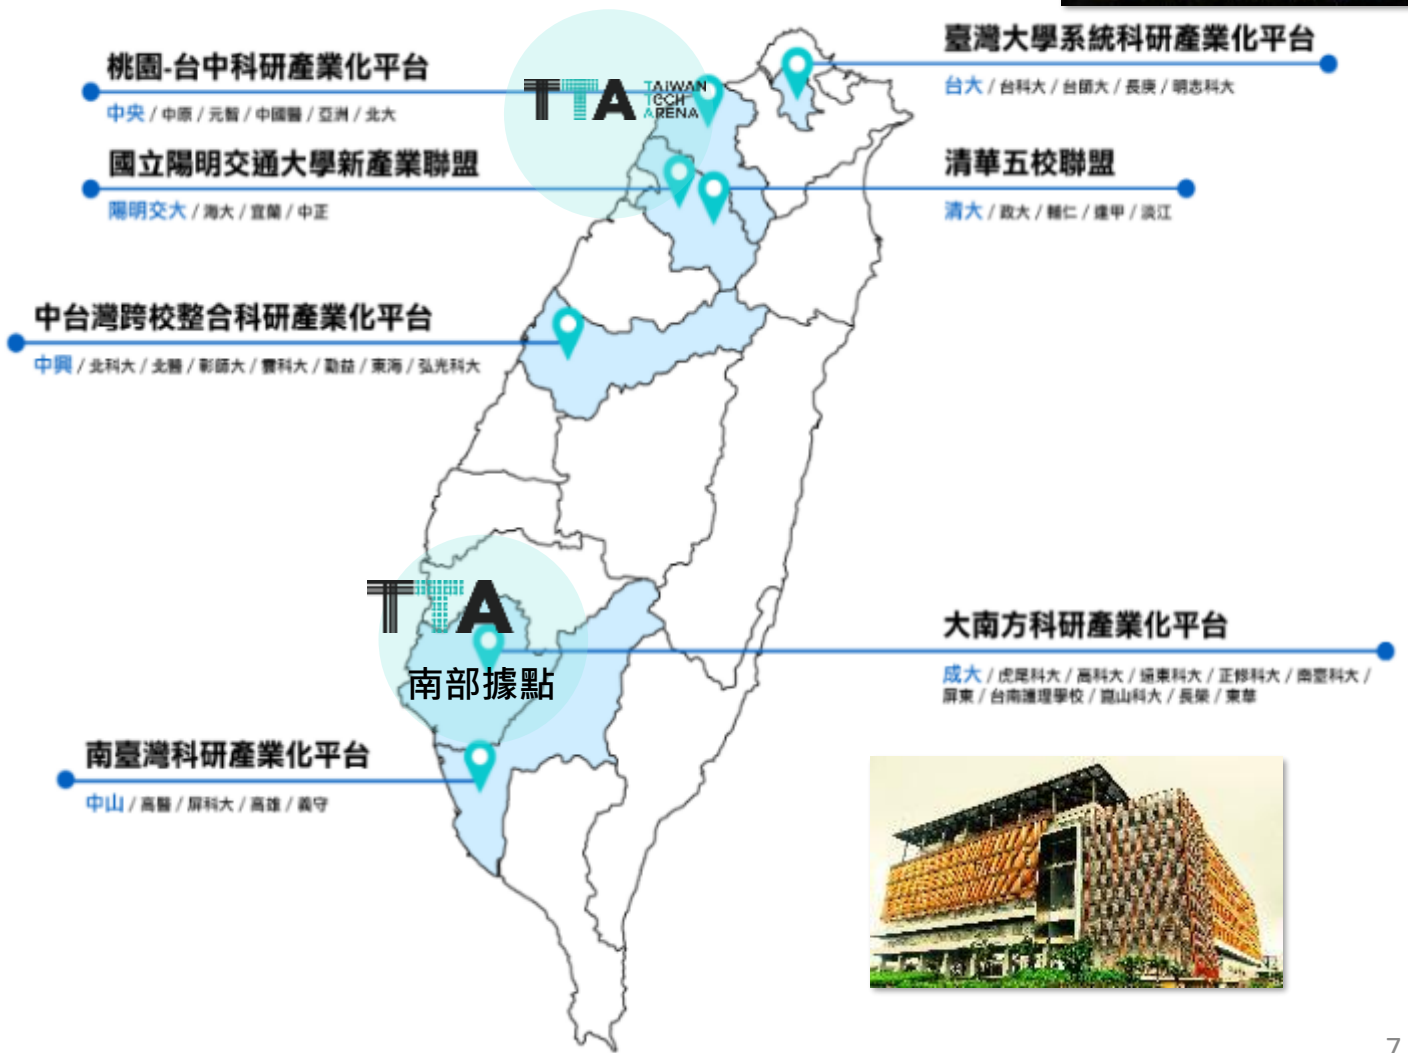 桃園-台中科研產業化平台
中央 / 中原 / 元智 / 中國醫 / 亞洲 / 北大
TTA TAIWAN
TECH
ARENA
臺灣大學系統科研產業化平台
台大 / 台科大 / 台師大 / 長庚 / 明志科大
國立陽明交通大學新產業聯盟
陽明交大 / 海大 / 宜蘭 / 中正
清華五校聯盟
清大 / 政大 / 輔仁 / 逢甲 / 淡江
中台灣跨校整合科研產業化平台
中興 / 北科大 / 北醫 / 彰師大 / 雲科大 / 勤益 / 東海 / 弘光科大
TTA
南部據點
大南方科研產業化平台
成大 / 虎尾科大 / 高科大 / 遠東科大 / 正修科大 / 南臺科大 /
屏東 / 台南護理學校 / 崑山科大 / 長榮 / 東華
南臺灣科研產業化平台
中山 / 高醫 / 屏科大 / 高雄 / 義守
7